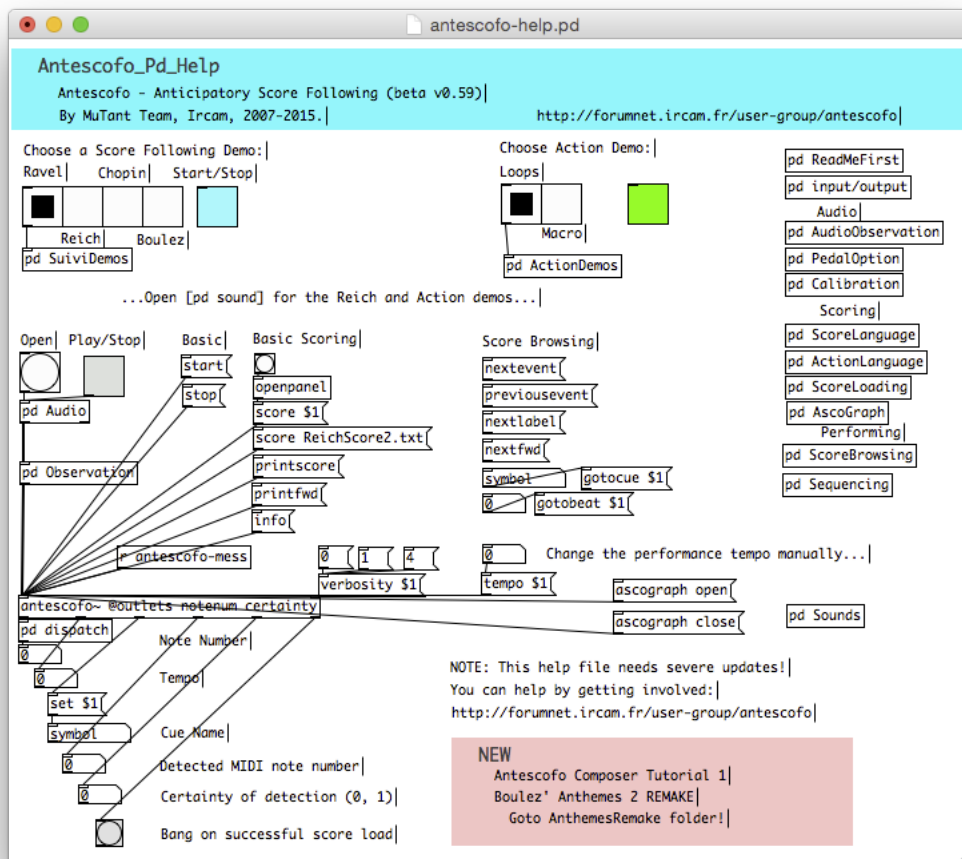 antescofo-help.pd
Antescofo_Pd_Help
Antescofo - Anticipatory Score Following (beta v0.59)
By MuTant Team, Ircam, 2007-2015.
http://forumnet.ircam.fr/user-group/antescofo
Choose a Score Following Demo:
Ravel Chopin Start/Stop
Reich Boulez
pd SuiviDemos
Choose Action Demo:
Loops
Macro
pd ActionDemos
...Open [pd sound] for the Reich and Action demos...
pd ReadMeFirst
pd input/output
Audio
pd AudioObservation
pd PedalOption
pd Calibration
Scoring
pd ScoreLanguage
pd ActionLanguage
pd ScoreLoading
pd AscoGraph
Performing
pd ScoreBrowsing
pd Sequencing
pd Sounds
Open Play/Stop
pd Audio
pd Observation
Basic
start
stop
Basic Scoring
openpanel
score $1
score ReichScore2.txt
printscore
printfwd
info
r antescofo-mess
Score Browsing
nextevent
previousevent
nextlabel
nextfwd
symbol gotocue $1
0 gotobeat $1
0 1 4
verbosity $1
0 Change the performance tempo manually...
tempo $1
ascograph open
ascograph close
antescofo~ @outlets notenum certainty
pd dispatch
0 Note Number
0 Tempo
set $1
symbol Cue Name
0 Detected MIDI note number
0 Certainty of detection (0, 1)
Bang on successful score load
NOTE: This help file needs severe updates!
You can help by getting involved:
http://forumnet.ircam.fr/user-group/antescofo
NEW
Antescofo Composer Tutorial 1
Boulez' Anthemes 2 REMAKE
Goto AnthemesRemake folder!